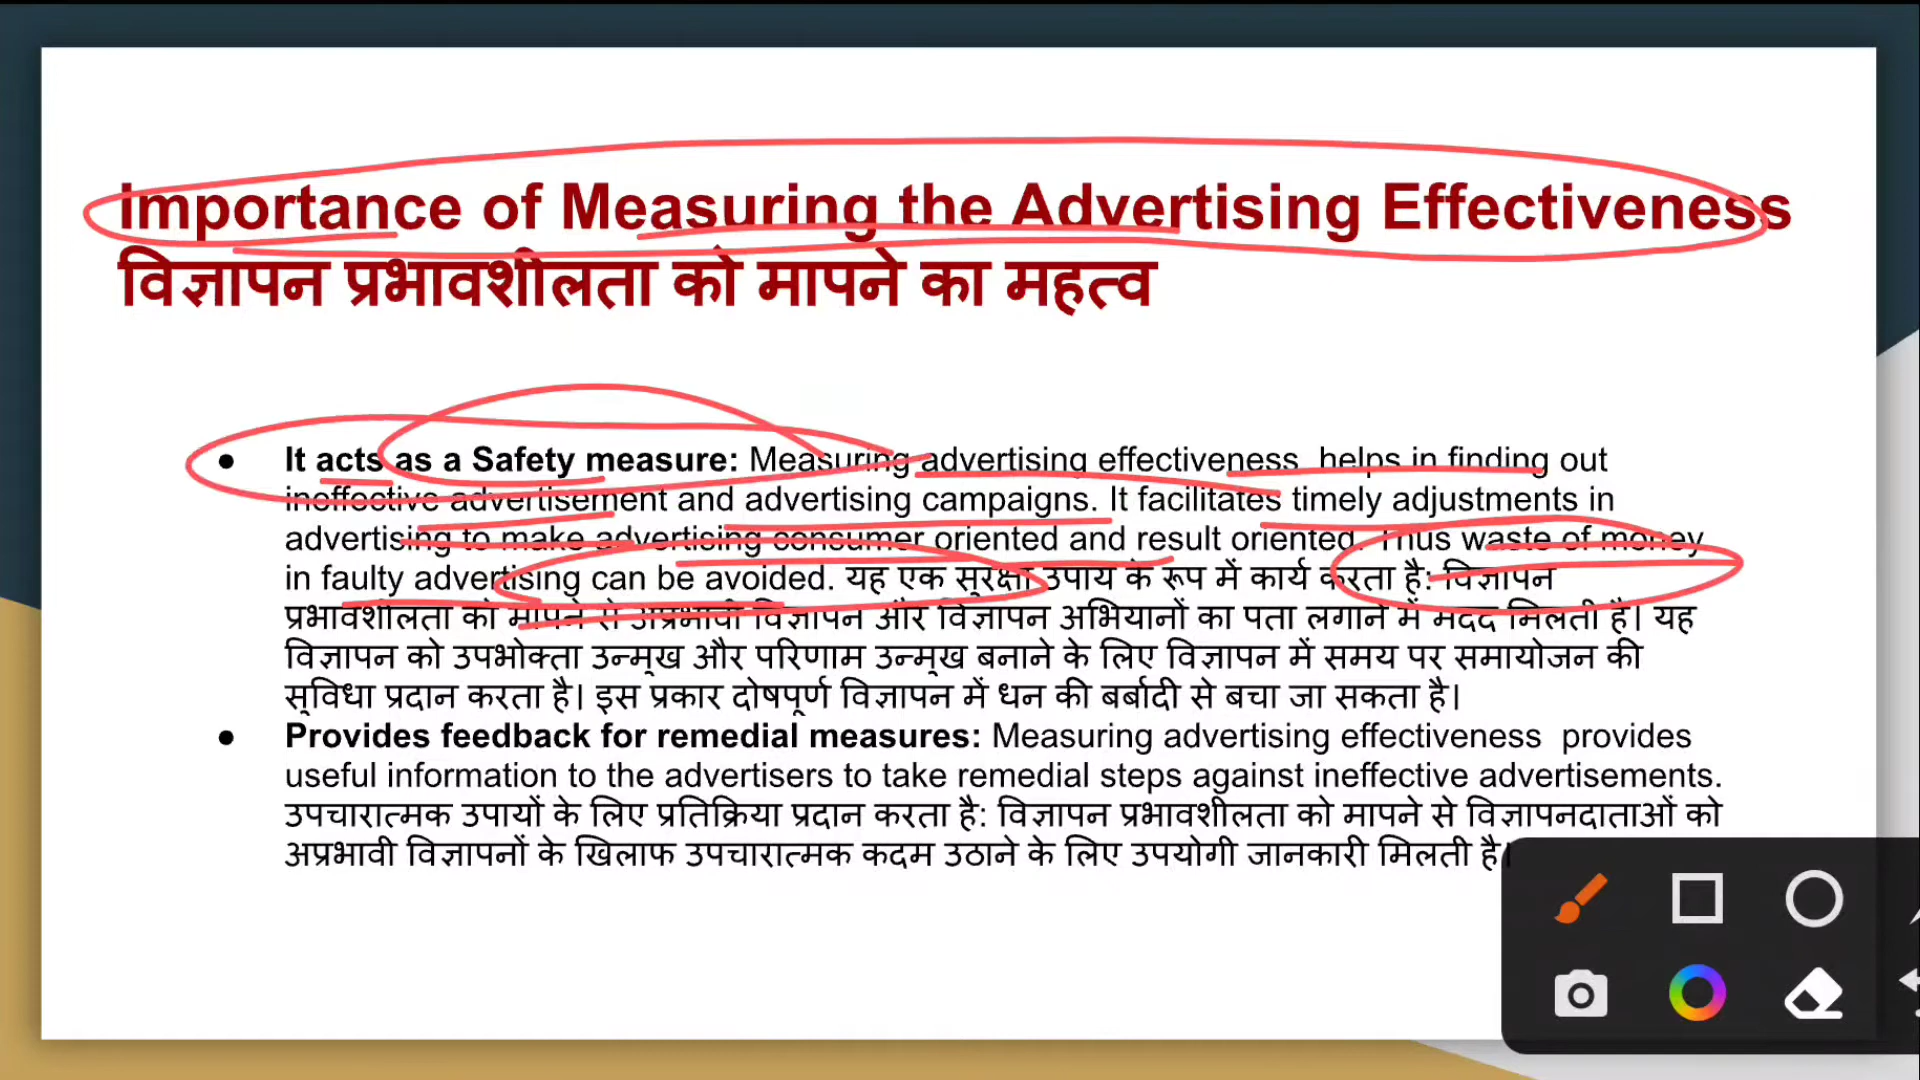 Importance of Measuring the Advertising Effectiveness
विज्ञापन प्रभावशीलता को मापने का महत्व
● It acts as a Safety measure: Measuring advertising effectiveness helps in finding out
ineffective advertisement and advertising campaigns. It facilitates timely adjustments in
advertising to make advertising consumer oriented and result oriented. Thus waste of money
in faulty advertising can be avoided. यह एक सुरक्षा उपाय के रूप में कार्य करता है: विज्ञापन
प्रभावशीलता को मापने से अप्रभावी विज्ञापन और विज्ञापन अभियानों का पता लगाने में मदद मिलती है। यह
विज्ञापन को उपभोक्ता उन्मुख और परिणाम उन्मुख बनाने के लिए विज्ञापन में समय पर समायोजन की
सुविधा प्रदान करता है। इस प्रकार दोषपूर्ण विज्ञापन में धन की बर्बादी से बचा जा सकता है।
● Provides feedback for remedial measures: Measuring advertising effectiveness provides
useful information to the advertisers to take remedial steps against ineffective advertisements.
उपचारात्मक उपायों के लिए प्रतिक्रिया प्रदान करता है: विज्ञापन प्रभावशीलता को मापने से विज्ञापनदाताओं को
अप्रभावी विज्ञापनों के खिलाफ उपचारात्मक कदम उठाने के लिए उपयोगी जानकारी मिलती है।